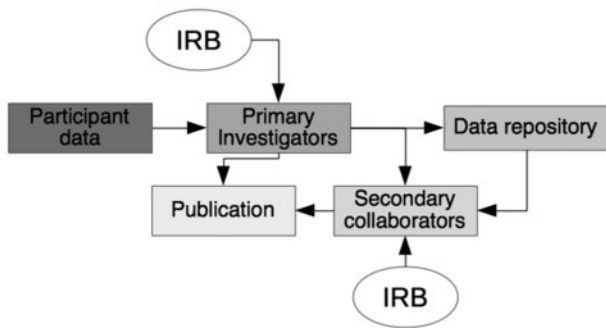 IRB
Participant
data
Primary
Investigators
Data repository
Publication
Secondary
collaborators
IRB